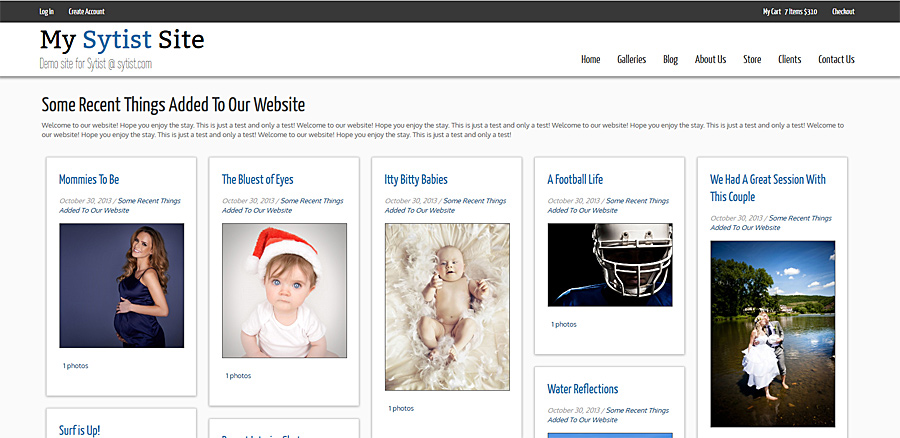 Log In Create Account My Cart 7 Items $310 Checkout
My Sytist Site
Demo site for Sytist @ sytist.com
Home Galleries Blog About Us Store Clients Contact Us
Some Recent Things Added To Our Website
Welcome to our website! Hope you enjoy the stay. This is just a test and only a test! Welcome to our website! Hope you enjoy the stay. This is just a test and only a test! Welcome to our website! Hope you enjoy the stay. This is just a test and only a test! Welcome to
our website! Hope you enjoy the stay. This is just a test and only a test! Welcome to our website! Hope you enjoy the stay. This is just a test and only a test!
Mommies To Be
October 30, 2013 / Some Recent Things
Added To Our Website
1 photos
Surf is Up!
The Bluest of Eyes
October 30, 2013 / Some Recent Things
Added To Our Website
1 photos
Itty Bitty Babies
October 30, 2013 / Some Recent Things
Added To Our Website
1 photos
A Football Life
October 30, 2013 / Some Recent Things
Added To Our Website
1 photos
Water Reflections
October 30, 2013 / Some Recent Things
Added To Our Website
We Had A Great Session With
This Couple
October 30, 2013 / Some Recent Things
Added To Our Website